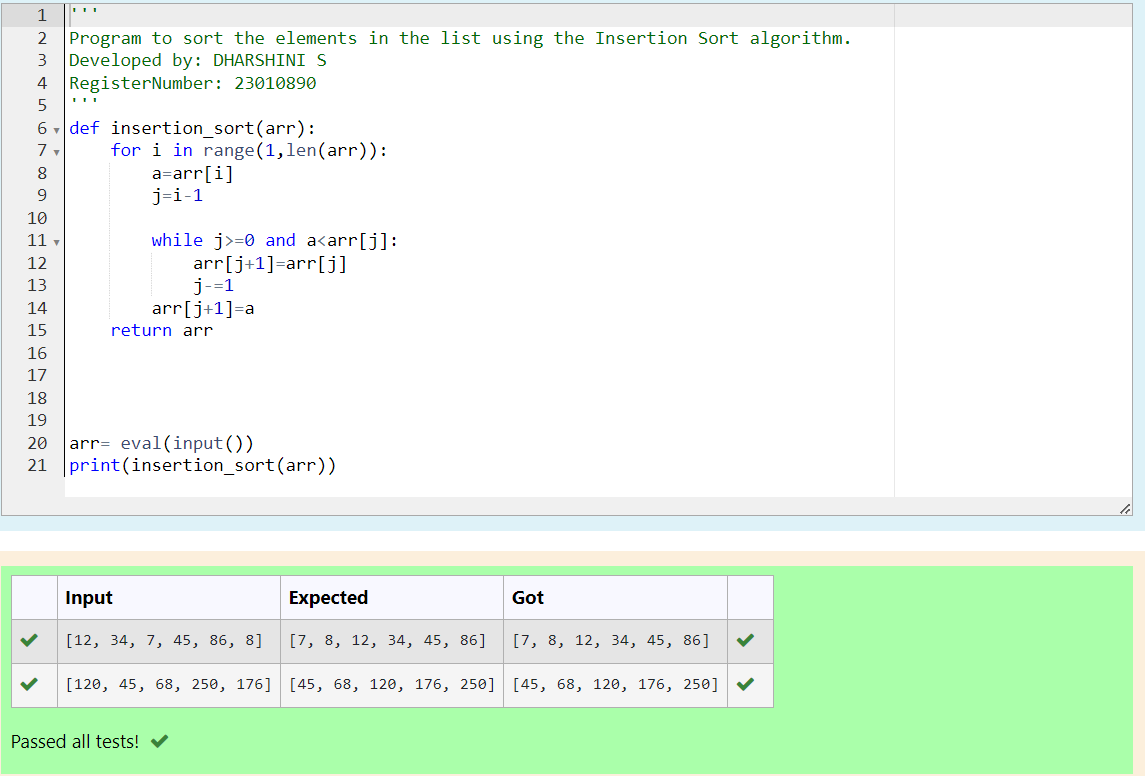 1 '''
2 Program to sort the elements in the list using the Insertion Sort algorithm.
3 Developed by: DHARSHINI S
4 RegisterNumber: 23010890
5 '''
6 def insertion_sort(arr):
7     for i in range(1,len(arr)):
8         a=arr[i]
9         j=i-1
10
11         while j>=0 and a<arr[j]:
12             arr[j+1]=arr[j]
13             j-=1
14         arr[j+1]=a
15     return arr
16
17
18
19
20 arr= eval(input())
21 print(insertion_sort(arr))
Input Expected Got
[12, 34, 7, 45, 86, 8] [7, 8, 12, 34, 45, 86] [7, 8, 12, 34, 45, 86]
[120, 45, 68, 250, 176] [45, 68, 120, 176, 250] [45, 68, 120, 176, 250]
Passed all tests!